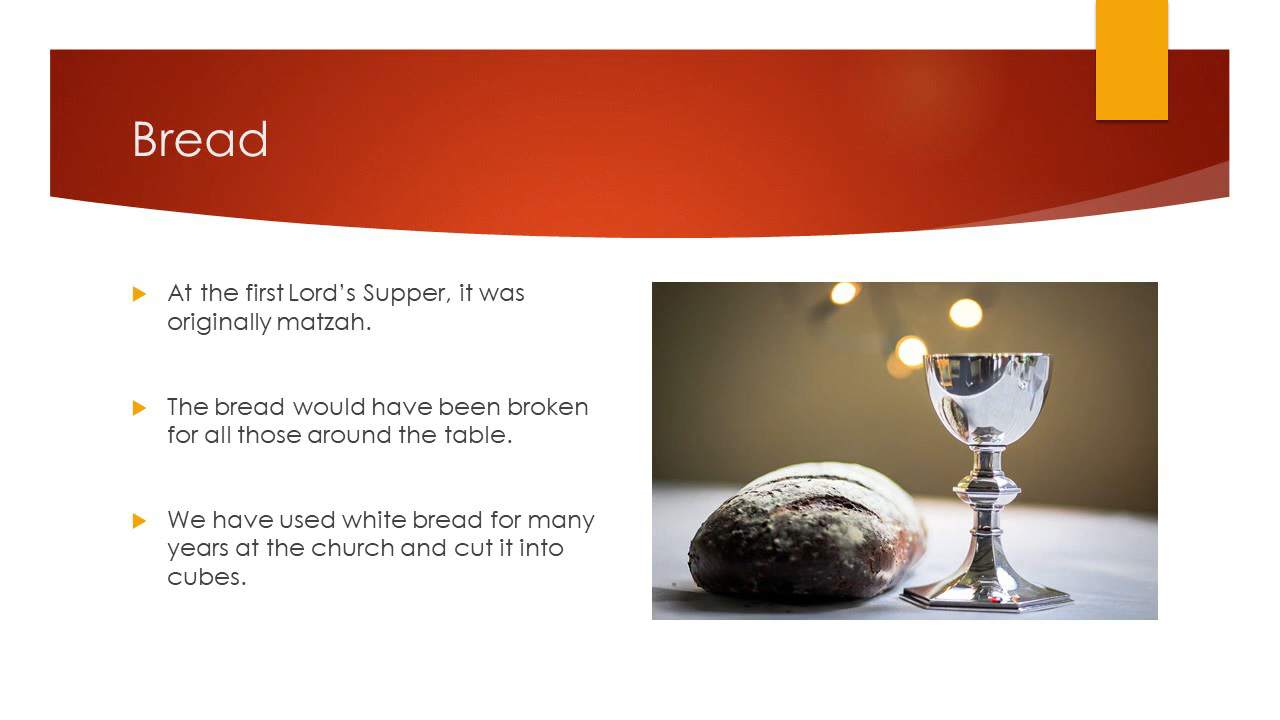 Bread
At the first Lord’s Supper, it was
originally matzah.
The bread would have been broken
for all those around the table.
We have used white bread for many
years at the church and cut it into
cubes.